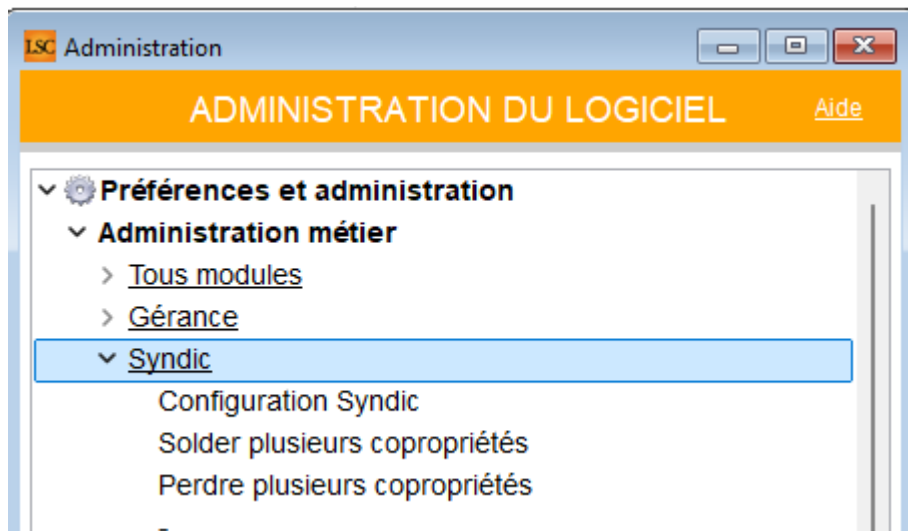 LSC Administration
ADMINISTRATION DU LOGICIEL Aide
Préférences et administration
Administration métier
Tous modules
Gérance
Syndic
Configuration Syndic
Solder plusieurs copropriétés
Perdre plusieurs copropriétés